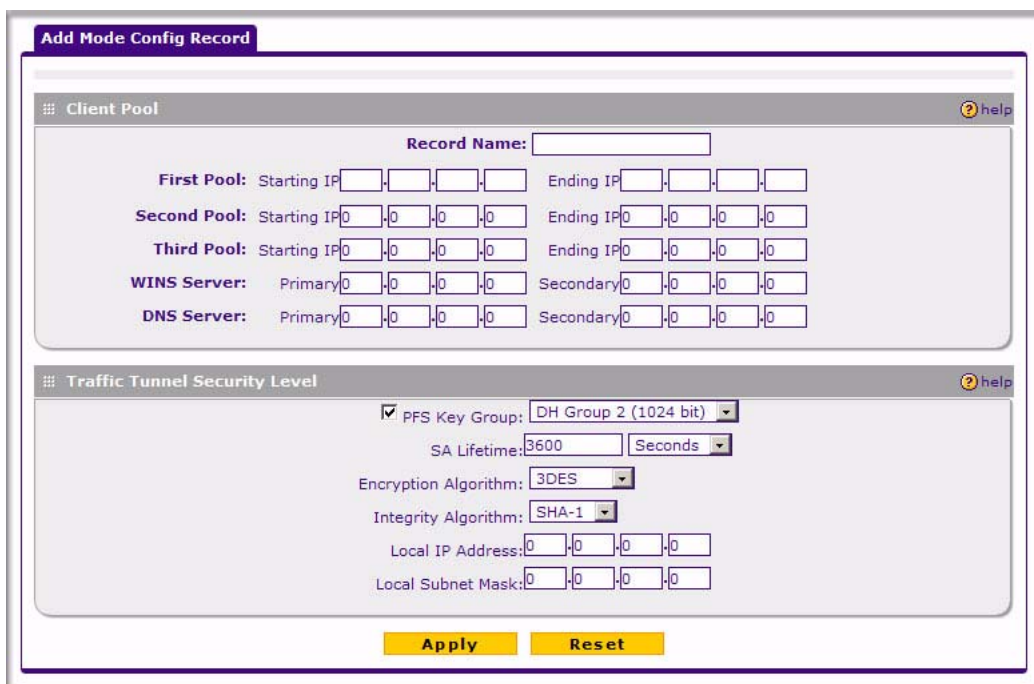 Add Mode Config Record
Client Pool help
Record Name:
First Pool: Starting IP . . . Ending IP . . .
Second Pool: Starting IP 0 .0 .0 .0 Ending IP 0 .0 .0 .0
Third Pool: Starting IP 0 .0 .0 .0 Ending IP 0 .0 .0 .0
WINS Server: Primary 0 .0 .0 .0 Secondary 0 .0 .0 .0
DNS Server: Primary 0 .0 .0 .0 Secondary 0 .0 .0 .0
Traffic Tunnel Security Level help
PFS Key Group: DH Group 2 (1024 bit)
SA Lifetime: 3600 Seconds
Encryption Algorithm: 3DES
Integrity Algorithm: SHA-1
Local IP Address: 0 .0 .0 .0
Local Subnet Mask: 0 .0 .0 .0
Apply Reset